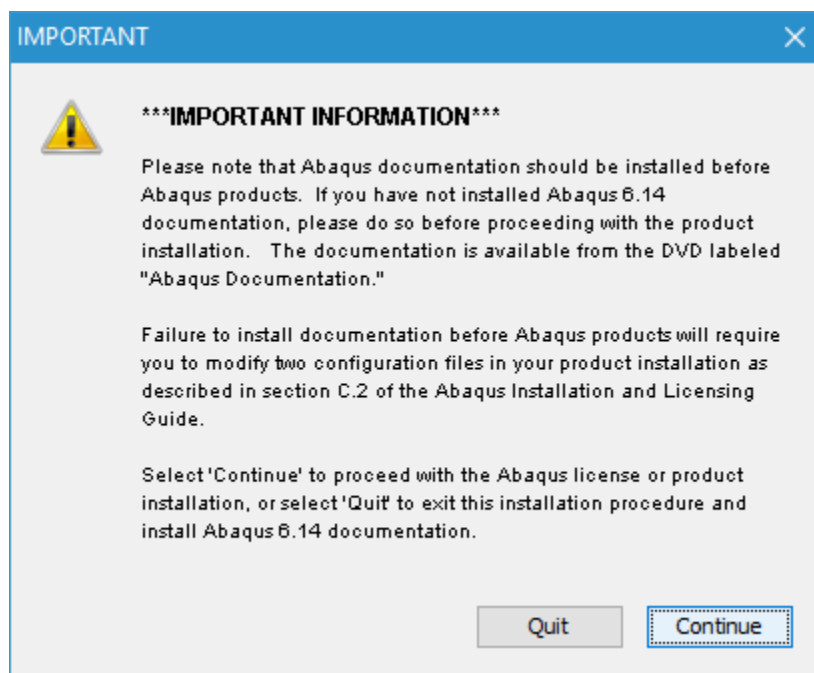 IMPORTANT
***IMPORTANT INFORMATION***
Please note that Abaqus documentation should be installed before
Abaqus products.  If you have not installed Abaqus 6.14
documentation, please do so before proceeding with the product
installation.   The documentation is available from the DVD labeled
"Abaqus Documentation."
Failure to install documentation before Abaqus products will require
you to modify two configuration files in your product installation as
described in section C.2 of the Abaqus Installation and Licensing
Guide.
Select 'Continue' to proceed with the Abaqus license or product
installation, or select 'Quit' to exit this installation procedure and
install Abaqus 6.14 documentation.
Quit
Continue